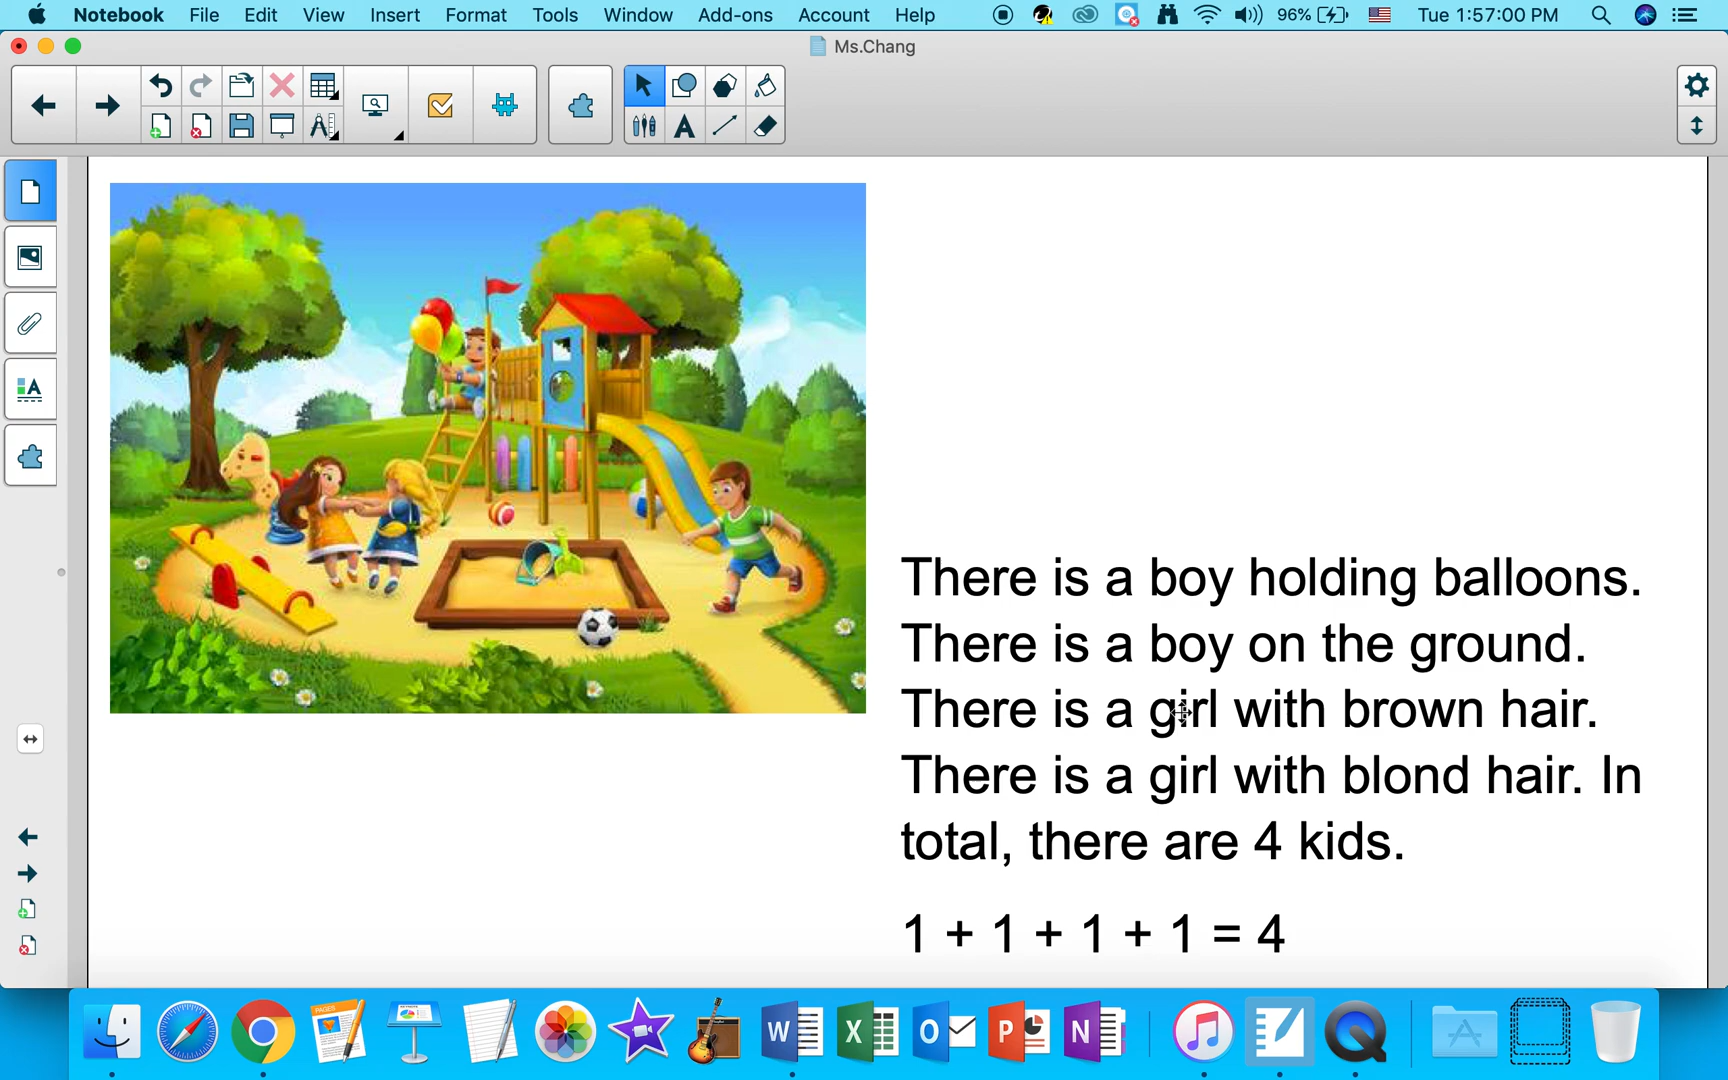 Notebook File Edit View Insert Format Tools Window Add-ons Account Help 96% Tue 1:57:00 PM
Ms.Chang
There is a boy holding balloons.
There is a boy on the ground.
There is a girl with brown hair.
There is a girl with blond hair. In
total, there are 4 kids.
1 + 1 + 1 + 1 = 4